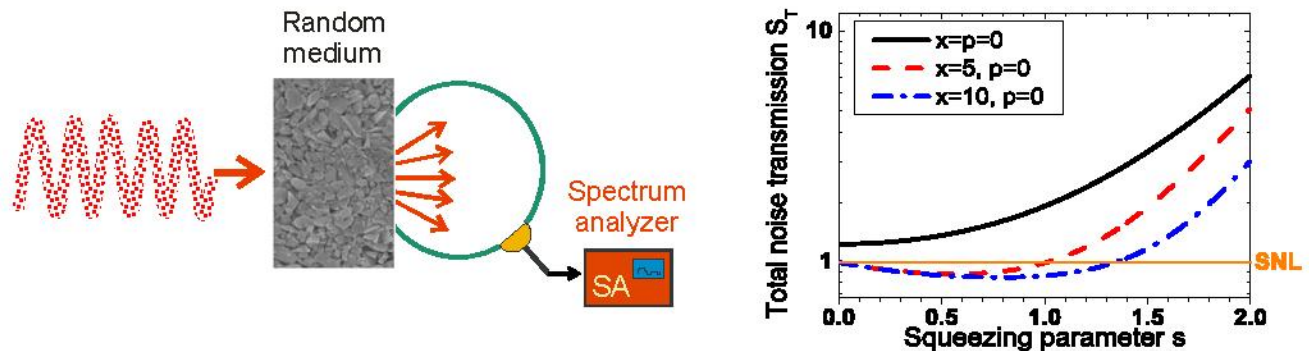 Random
medium
Spectrum
analyzer
SA
Total noise transmission S_T
10
1
x=p=0
x=5, p=0
x=10, p=0
SNL
0.0 0.5 1.0 1.5 2.0
Squeezing parameter s